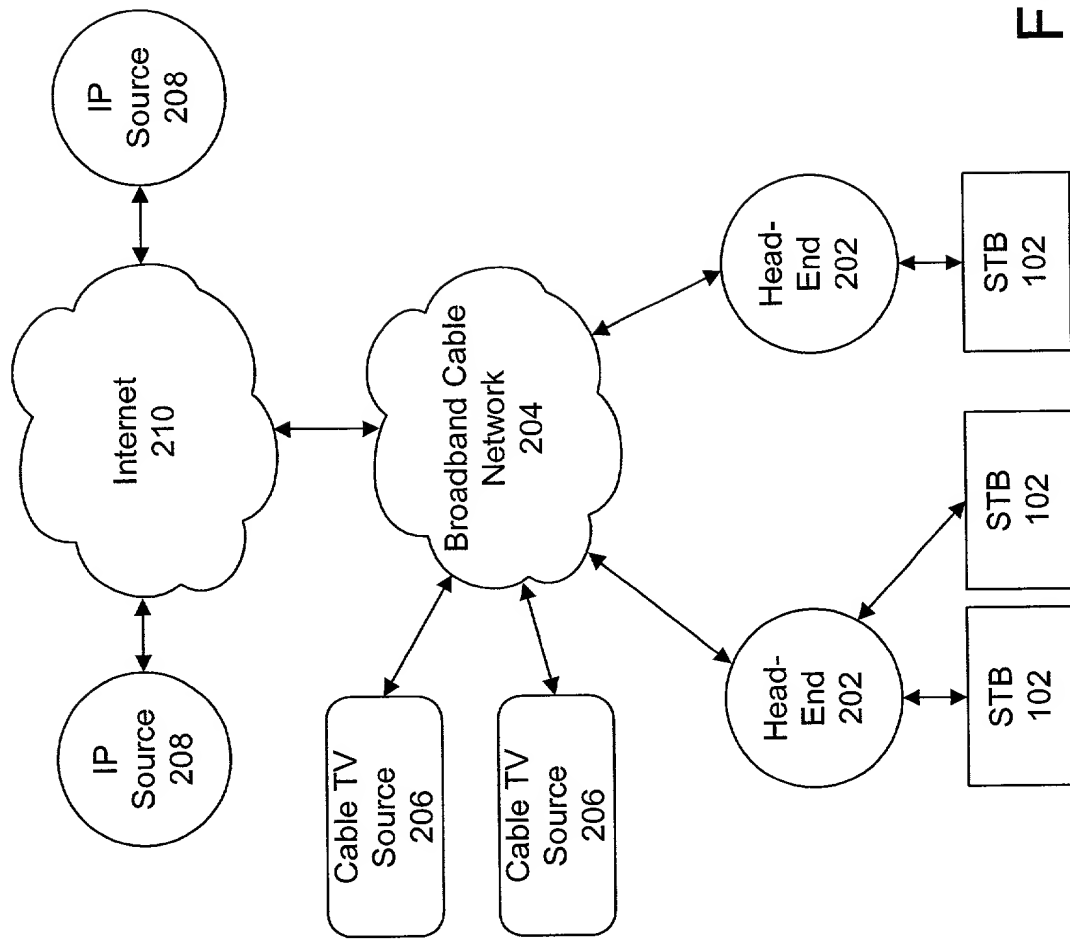 IP
Source
208
Internet
210
IP
Source
208
Cable TV
Source
206
Cable TV
Source
206
Broadband Cable
Network
204
Head-
End
202
Head-
End
202
STB
102
STB
102
STB
102
F